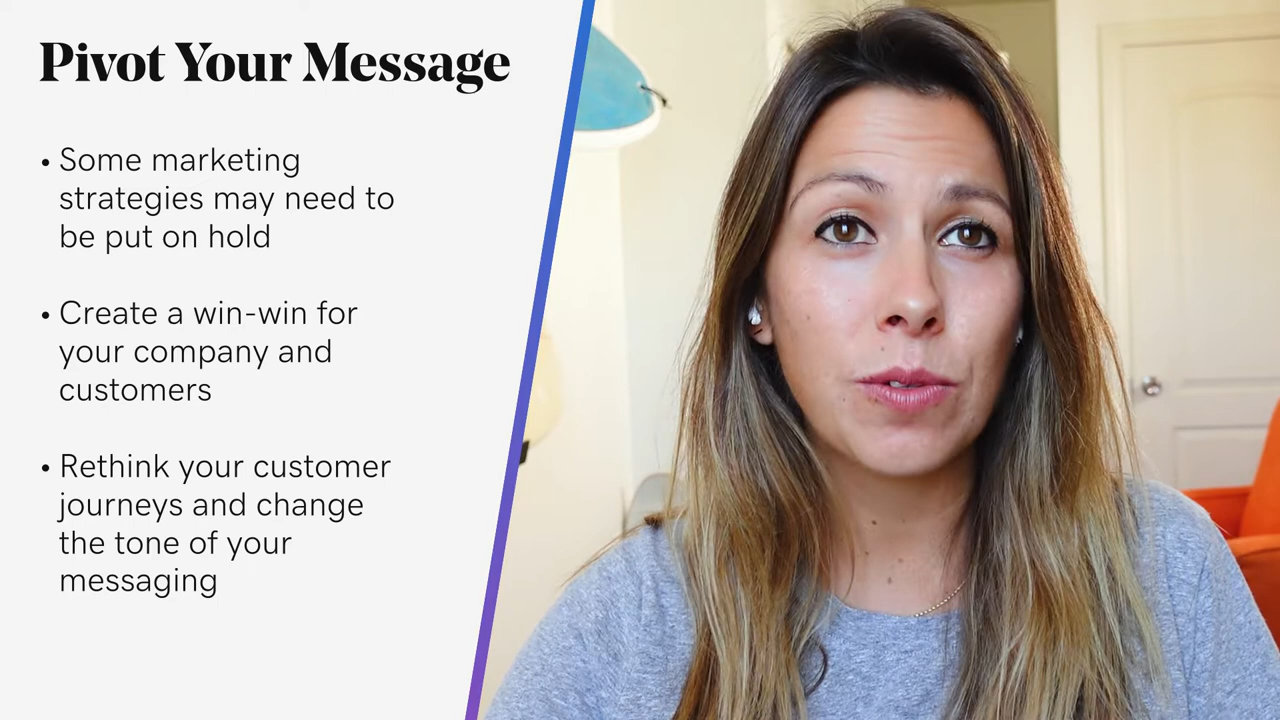 Pivot Your Message
• Some marketing
strategies may need to
be put on hold
• Create a win-win for
your company and
customers
• Rethink your customer
journeys and change
the tone of your
messaging